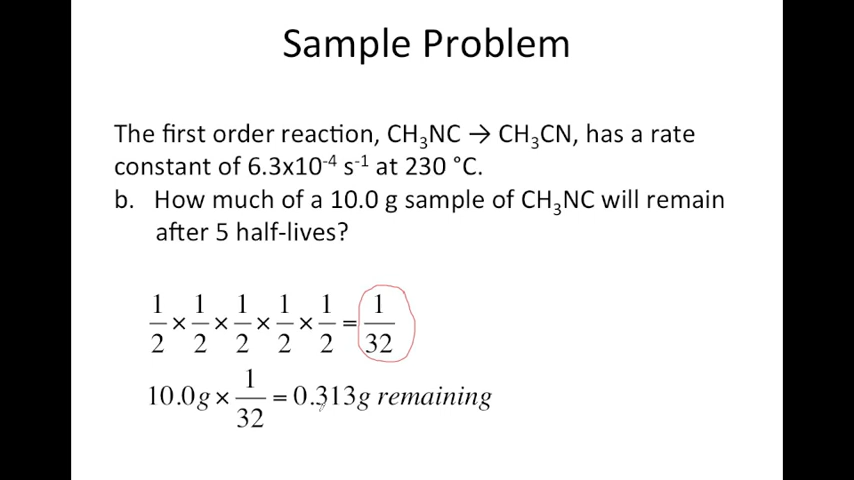 Sample Problem
The first order reaction, CH₃NC → CH₃CN, has a rate
constant of 6.3x10⁻⁴ s⁻¹ at 230 °C.
b. How much of a 10.0 g sample of CH₃NC will remain
after 5 half-lives?
1/2 × 1/2 × 1/2 × 1/2 × 1/2 = 1/32
10.0g × 1/32 = 0.313g remaining